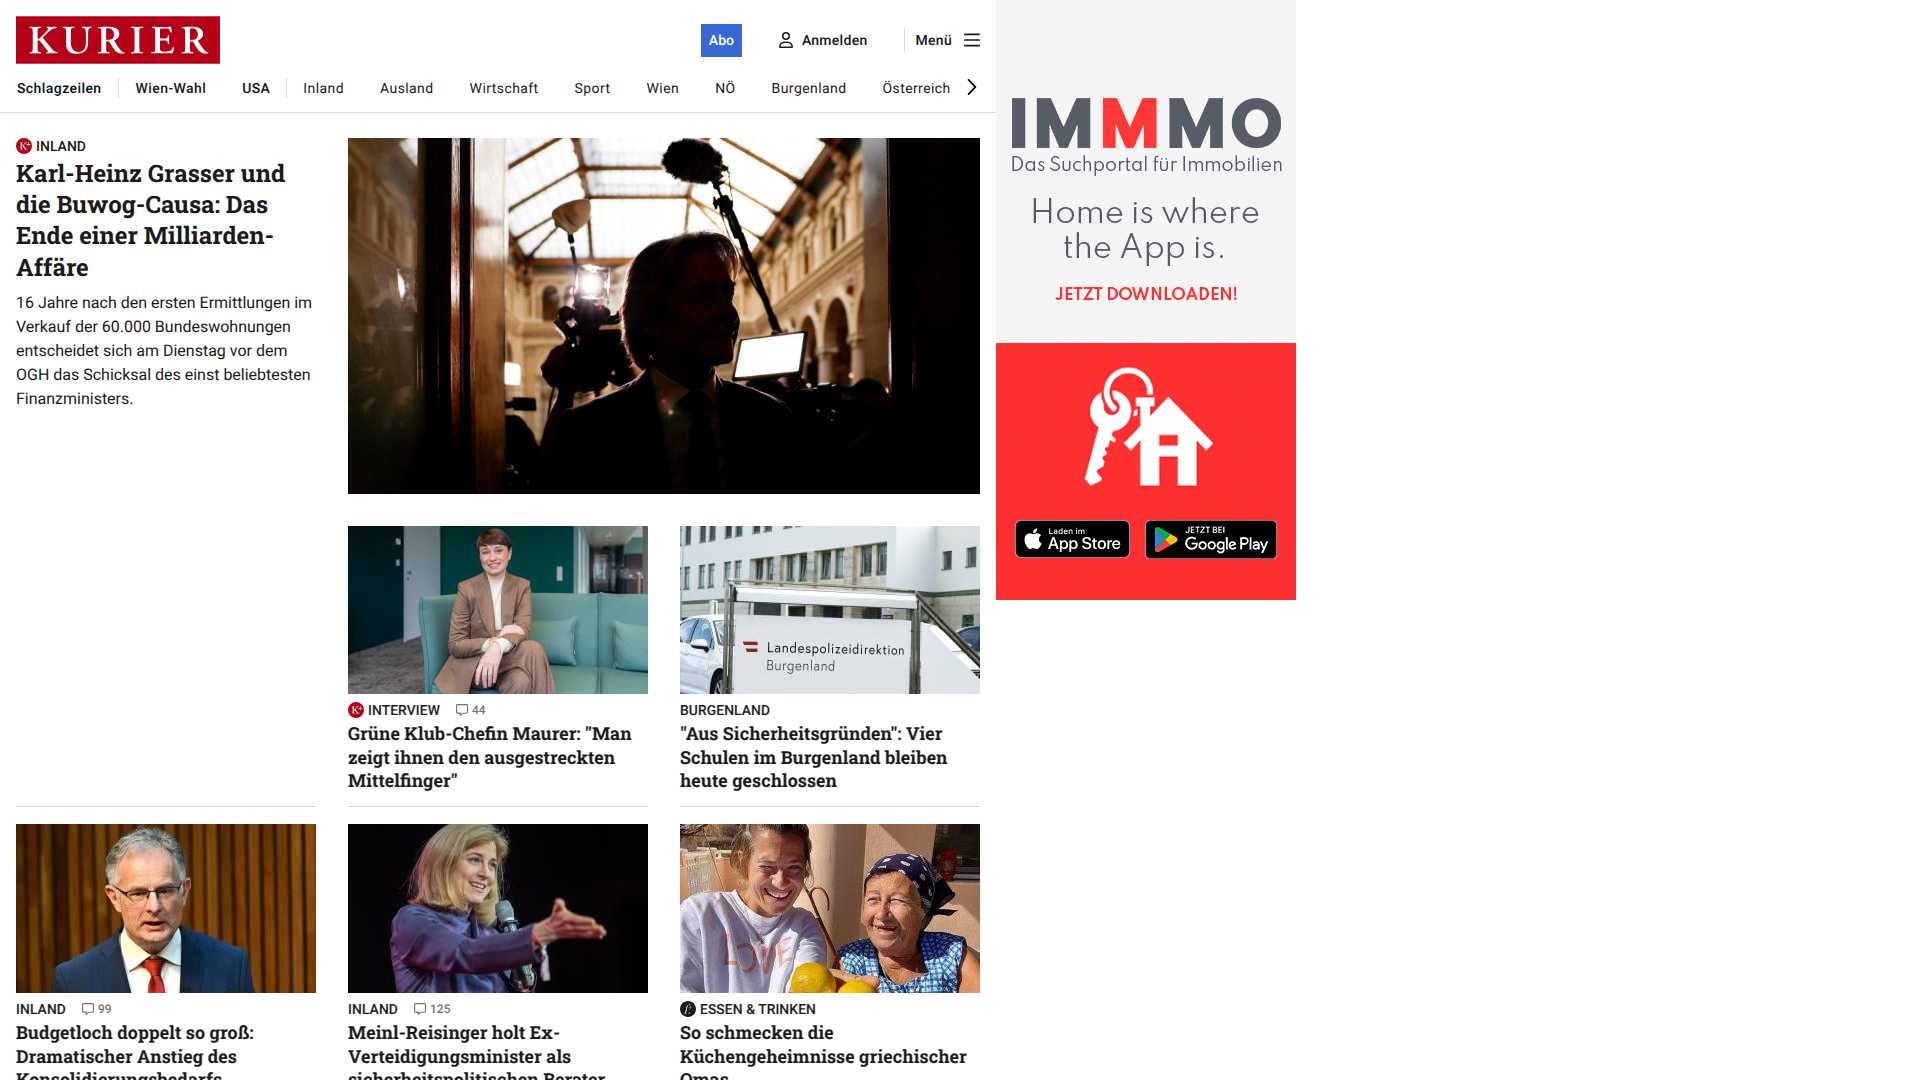 KURIER
Abo
Anmelden
Menü
Schlagzeilen
Wien-Wahl
USA
Inland
Ausland
Wirtschaft
Sport
Wien
NÖ
Burgenland
Österreich
INLAND
Karl-Heinz Grasser und
die Buwog-Causa: Das
Ende einer Milliarden-
Affäre
16 Jahre nach den ersten Ermittlungen im
Verkauf der 60.000 Bundeswohnungen
entscheidet sich am Dienstag vor dem
OGH das Schicksal des einst beliebtesten
Finanzministers.
IMMMO
Das Suchportal für Immobilien
Home is where
the App is.
JETZT DOWNLOADEN!
Laden im
App Store
JETZT BEI
Google Play
K+ INTERVIEW 44
Grüne Klub-Chefin Maurer: "Man
zeigt ihnen den ausgestreckten
Mittelfinger"
Landespolizeidirektion
Burgenland
BURGENLAND
"Aus Sicherheitsgründen": Vier
Schulen im Burgenland bleiben
heute geschlossen
INLAND 99
Budgetloch doppelt so groß:
Dramatischer Anstieg des
Konsolidierungsbedarfs
INLAND 125
Meinl-Reisinger holt Ex-
Verteidigungsminister als
sicherheitspolitischen Berater
LOVE
ESSEN & TRINKEN
So schmecken die
Küchengeheimnisse griechischer
Omas